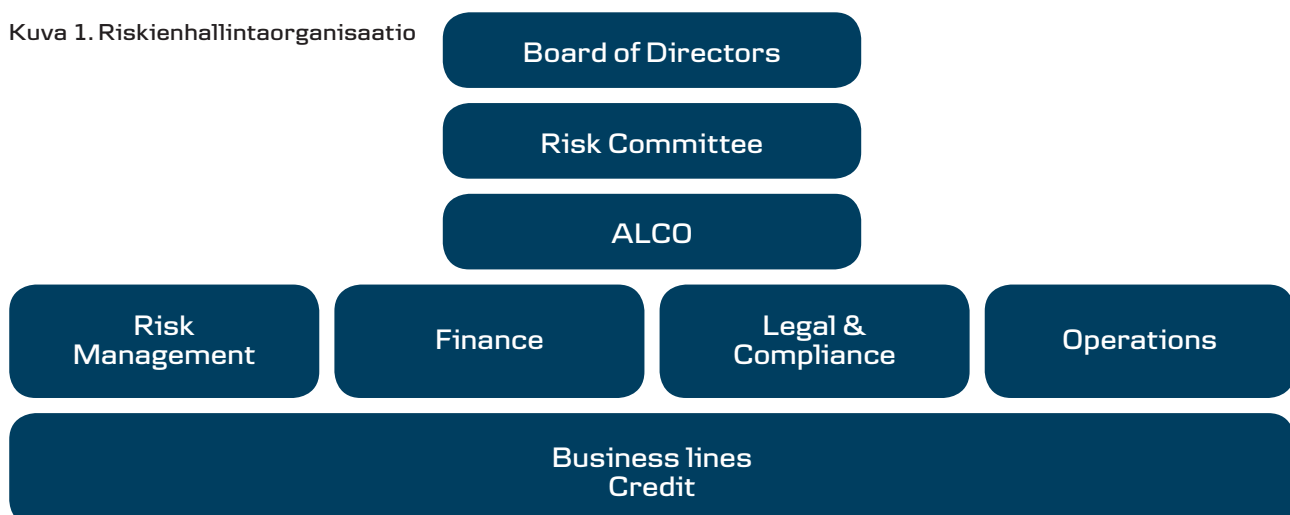 Kuva 1. Riskienhallintaorganisaatio
Board of Directors
Risk Committee
ALCO
Risk
Management
Finance
Legal &
Compliance
Operations
Business lines
Credit